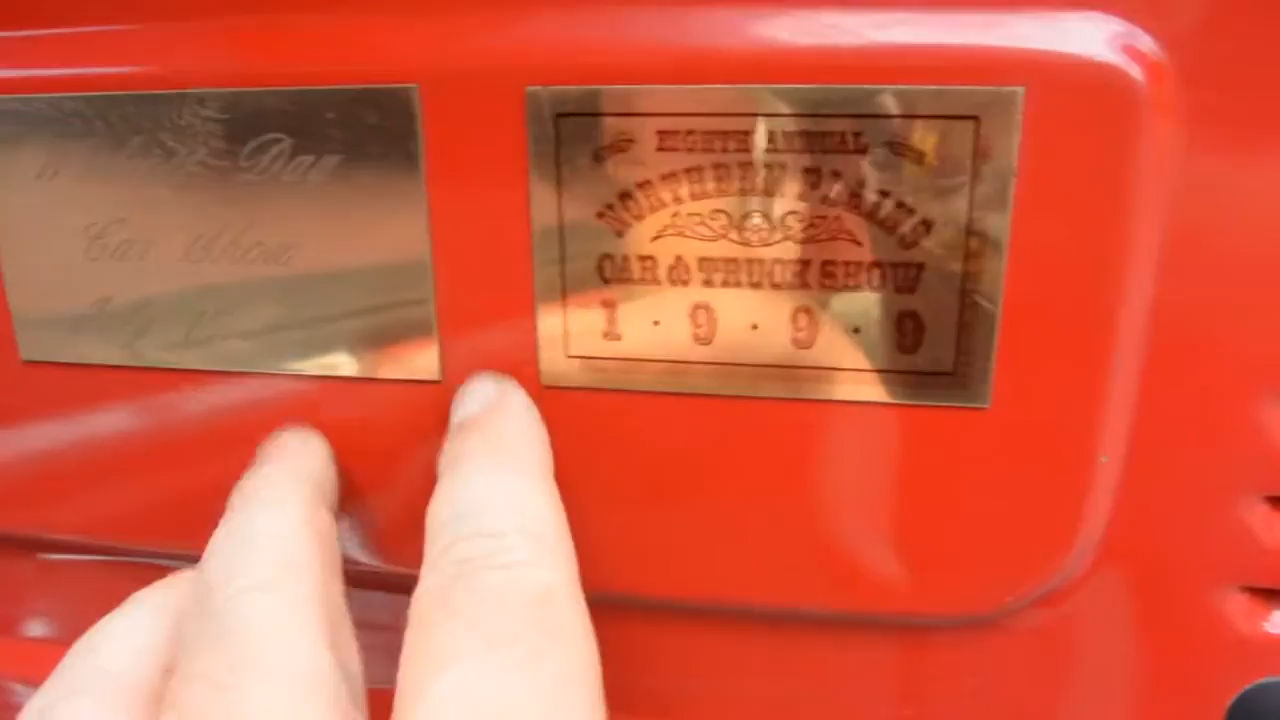 Day
Car Show
EIGHTH ANNUAL
NORTHERN PLAINS
CAR & TRUCK SHOW
1·9·9·9